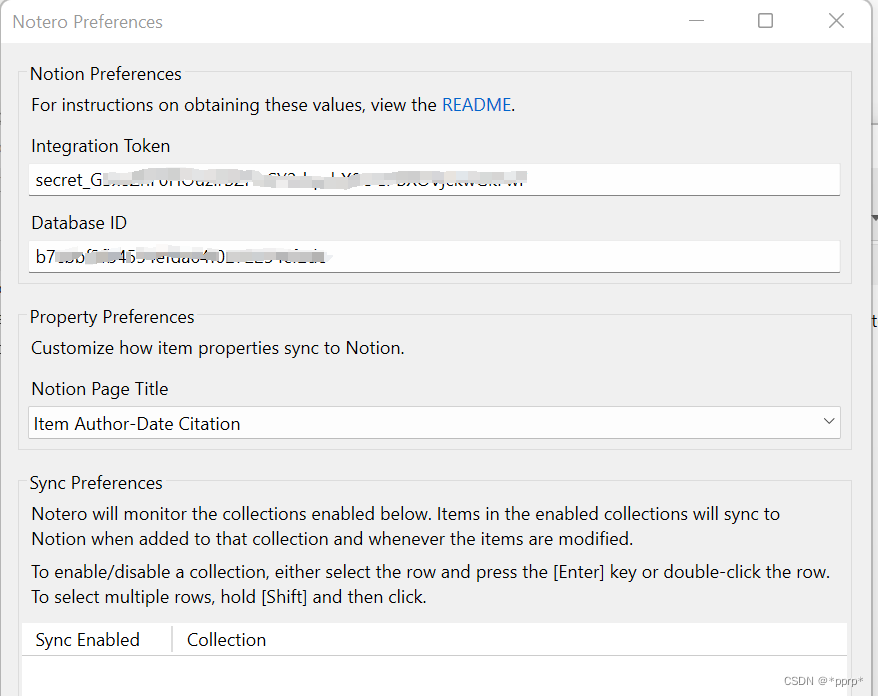 Notero Preferences
Notion Preferences
For instructions on obtaining these values, view the README.
Integration Token
Database ID
Property Preferences
Customize how item properties sync to Notion.
Notion Page Title
Item Author-Date Citation
Sync Preferences
Notero will monitor the collections enabled below. Items in the enabled collections will sync to
Notion when added to that collection and whenever the items are modified.
To enable/disable a collection, either select the row and press the [Enter] key or double-click the row.
To select multiple rows, hold [Shift] and then click.
Sync Enabled Collection
CSDN @*pprp*